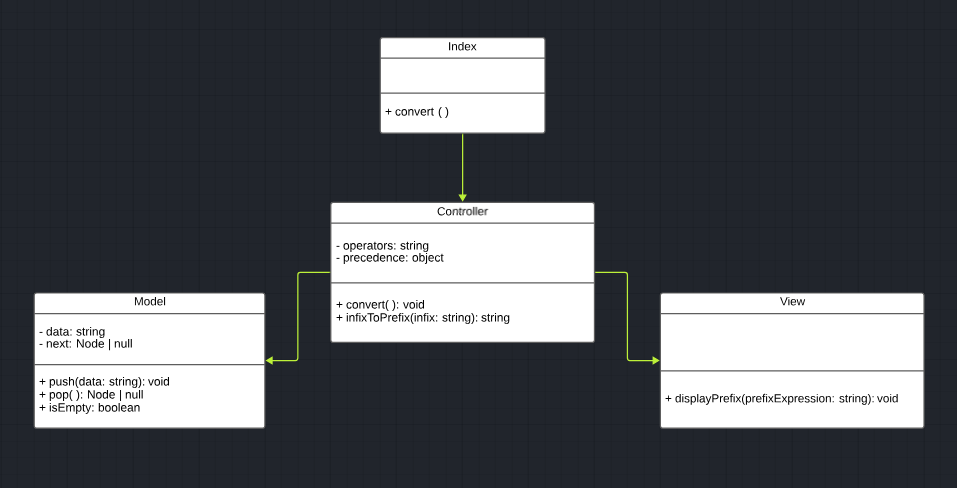 Index
+ convert ( )
Controller
- operators: string
- precedence: object
+ convert( ): void
+ infixToPrefix(infix: string): string
Model
- data: string
- next: Node | null
+ push(data: string): void
+ pop( ): Node | null
+ isEmpty: boolean
View
+ displayPrefix(prefixExpression: string): void